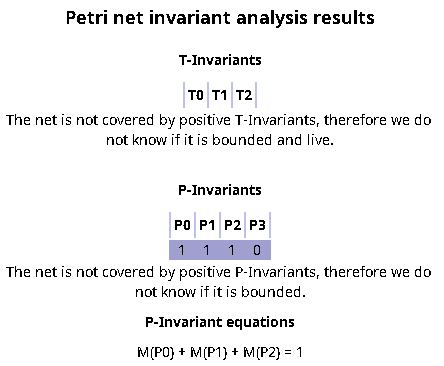 Petri net invariant analysis results
T-Invariants
T0 T1 T2
The net is not covered by positive T-Invariants, therefore we do
not know if it is bounded and live.
P-Invariants
P0 P1 P2 P3
1 1 1 0
The net is not covered by positive P-Invariants, therefore we do
not know if it is bounded.
P-Invariant equations
M(P0) + M(P1) + M(P2) = 1